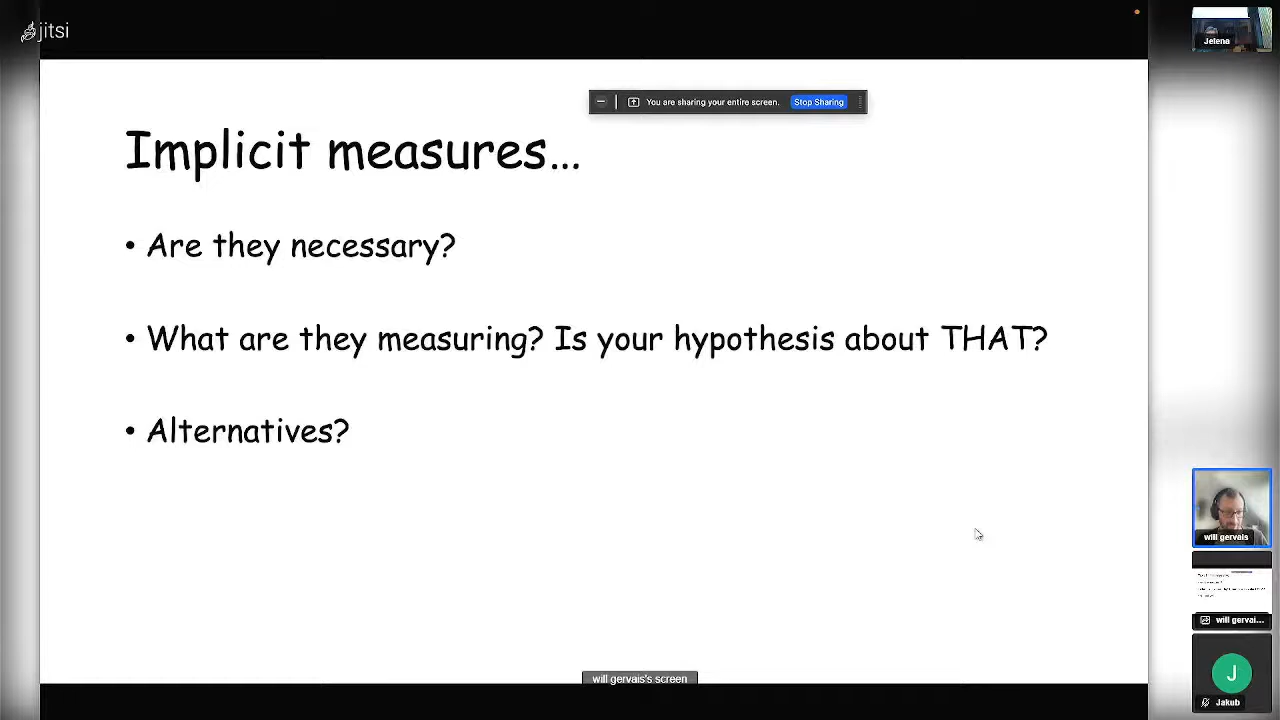 jitsi
Jelena
You are sharing your entire screen. Stop Sharing
Implicit measures...
• Are they necessary?
• What are they measuring? Is your hypothesis about THAT?
• Alternatives?
will gervais
will gervai...
J
Jakub
will gervais's screen